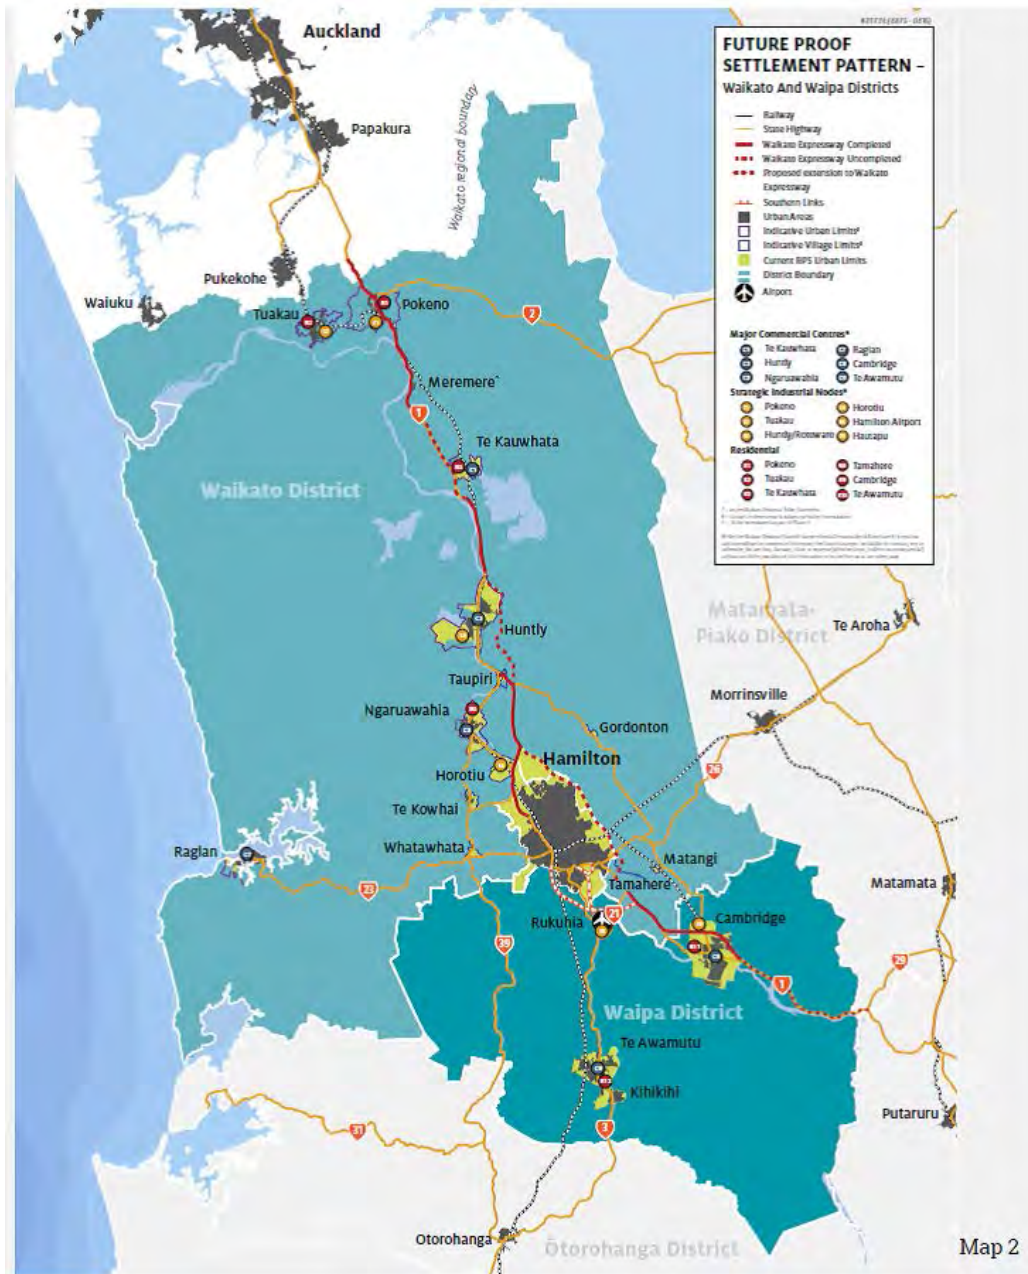 FUTURE PROOF
SETTLEMENT PATTERN –
Waikato And Waipa Districts
Railway
State Highway
Waikato Expressway Completed
Waikato Expressway Uncompleted
Proposed extension to Waikato
Expressway
Southern Links
Urban Areas
Indicative Urban Limits
Indicative Village Limits
Current RPS Urban Limits
District Boundary
Airport
Major Commercial Centres*
Te Kauwhata
Raglan
Huntly
Cambridge
Ngaruawahia
Te Awamutu
Strategic Industrial Nodes*
Pokeno
Horotiu
Tuakau
Hamilton Airport
Huntly/Rotowaro
Hautapu
Residential
Pokeno
Tamahere
Tuakau
Cambridge
Te Kauwhata
Te Awamutu
Auckland
Papakura
Waikato regional boundary
Pukekohe
Waiuku
Tuakau
Pokeno
2
Meremere^
1
Te Kauwhata
Waikato District
Huntly
Matamata-
Piako District
Te Aroha
Taupiri
Ngaruawahia
Morrinsville
Gordonton
Hamilton
Horotiu
26
Te Kowhai
Whatawhata
Raglan
Matangi
23
Tamahere
Matamata
21
Rukuhia
Cambridge
39
29
1
Waipa District
Te Awamutu
Kihikihi
3
Putaruru
31
Otorohanga
Ōtorohanga District
Map 2